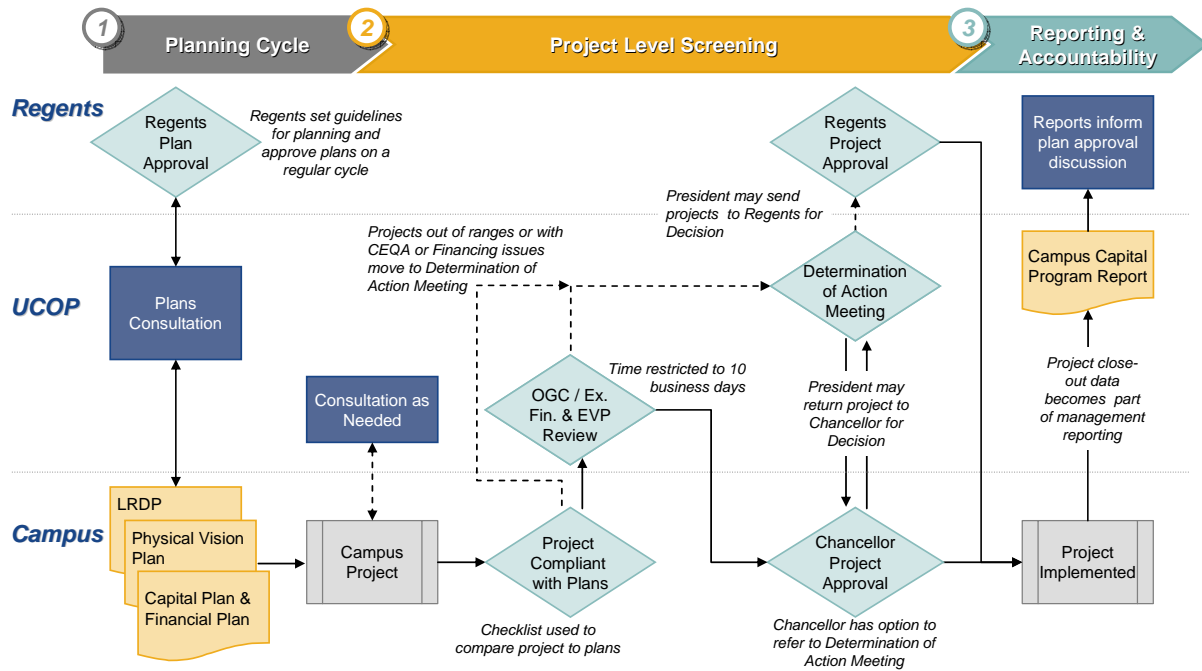 1
Planning Cycle
2
Project Level Screening
3
Reporting &
Accountability
Regents
Regents
Plan
Approval
Regents set guidelines
for planning and
approve plans on a
regular cycle
Regents
Project
Approval
Reports inform
plan approval
discussion
President may send
projects to Regents for
Decision
Projects out of ranges or with
CEQA or Financing issues
move to Determination of
Action Meeting
UCOP
Plans
Consultation
Determination
of Action
Meeting
Campus Capital
Program Report
Time restricted to 10
business days
Consultation as
Needed
OGC / Ex.
Fin. & EVP
Review
President may
return project to
Chancellor for
Decision
Project close-
out data
becomes part
of management
reporting
Campus
LRDP
Physical Vision
Plan
Capital Plan &
Financial Plan
Campus
Project
Project
Compliant
with Plans
Chancellor
Project
Approval
Project
Implemented
Checklist used to
compare project to plans
Chancellor has option to
refer to Determination of
Action Meeting